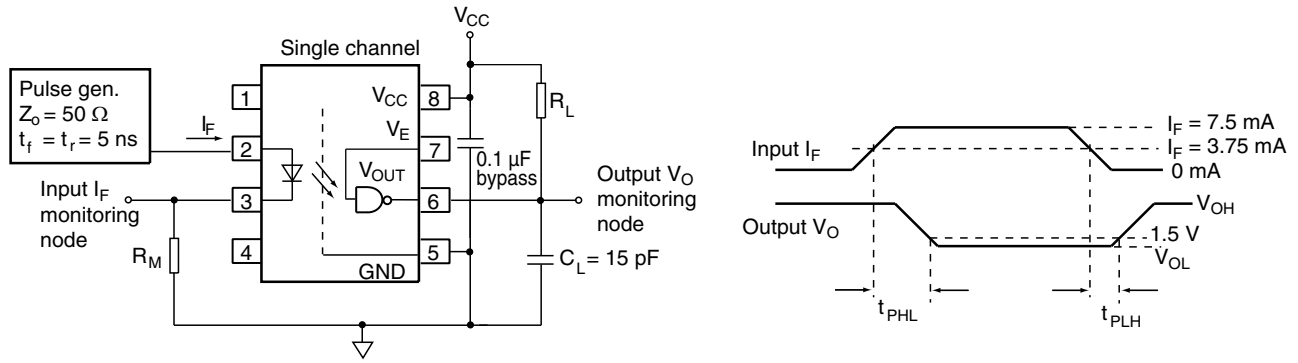 V_CC
Single channel
Pulse gen.
Z_o = 50 Ω
t_f = t_r = 5 ns
I_F
1
2
3
4
V_CC
V_E
V_OUT
GND
8
7
6
5
R_L
0.1 µF
bypass
Input I_F
monitoring
node
R_M
Output V_O
monitoring
node
C_L = 15 pF
Input I_F
I_F = 7.5 mA
I_F = 3.75 mA
0 mA
Output V_O
V_OH
1.5 V
V_OL
t_PHL
t_PLH